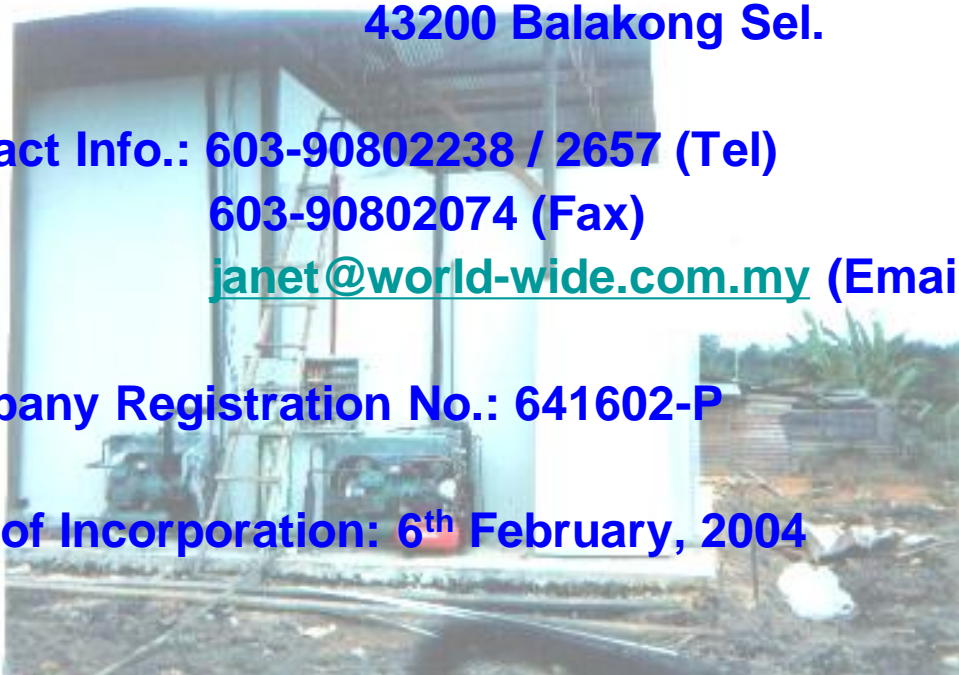 43200 Balakong Sel.
act Info.: 603-90802238 / 2657 (Tel)
603-90802074 (Fax)
janet@world-wide.com.my (Emai
pany Registration No.: 641602-P
of Incorporation: 6th February, 2004